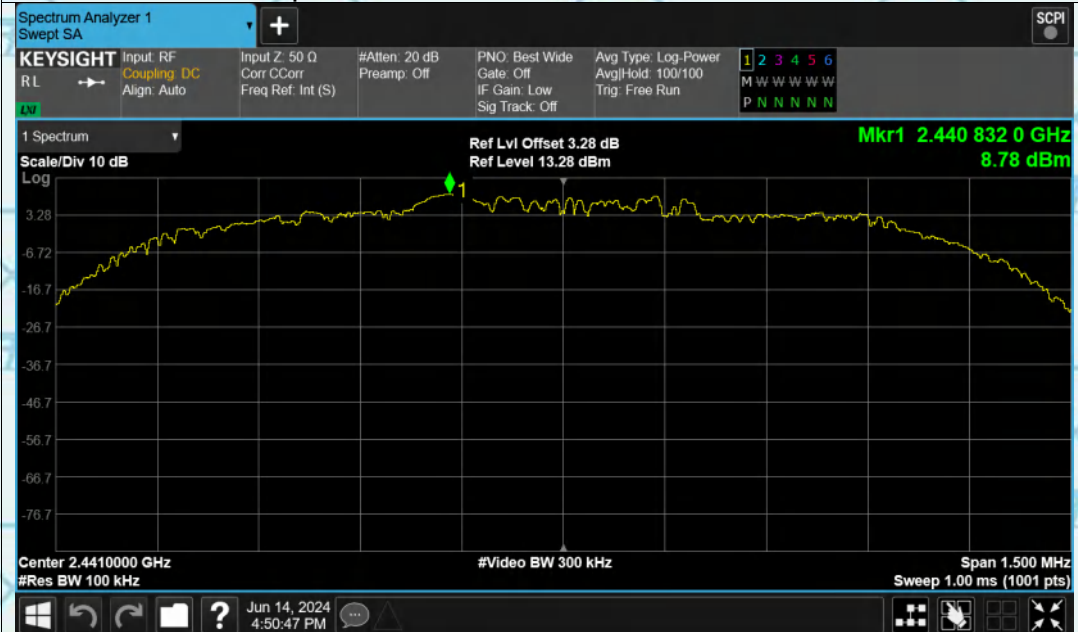 Spectrum Analyzer 1
Swept SA
+
SCPI
KEYSIGHT
RL
LXI
Input: RF
Coupling: DC
Align: Auto
Input Z: 50 Ω
Corr CCorr
Freq Ref: Int (S)
#Atten: 20 dB
Preamp: Off
PNO: Best Wide
Gate: Off
IF Gain: Low
Sig Track: Off
Avg Type: Log-Power
Avg|Hold: 100/100
Trig: Free Run
1 2 3 4 5 6
M W W W W W
P N N N N N
1 Spectrum
Scale/Div 10 dB
Log
Ref Lvl Offset 3.28 dB
Ref Level 13.28 dBm
Mkr1 2.440 832 0 GHz
8.78 dBm
1
3.28
-6.72
-16.7
-26.7
-36.7
-46.7
-56.7
-66.7
-76.7
Center 2.4410000 GHz
#Res BW 100 kHz
#Video BW 300 kHz
Span 1.500 MHz
Sweep 1.00 ms (1001 pts)
?
Jun 14, 2024
4:50:47 PM